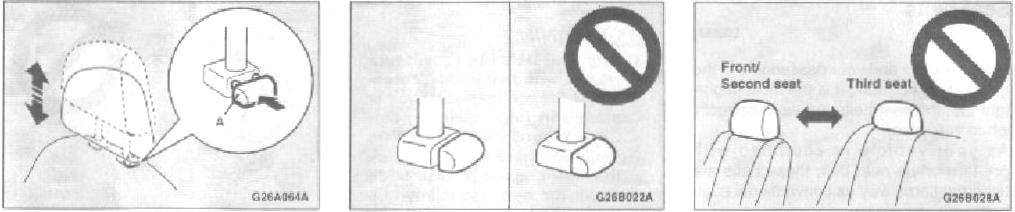 A
G26A064A
G26B022A
Front/
Second seat
Third seat
G26B028A